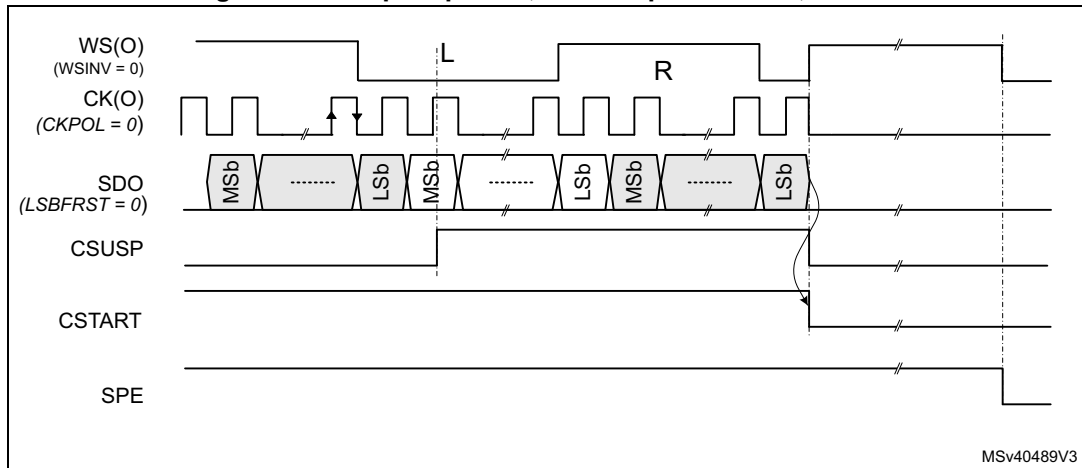 WS(O)
(WSINV = 0)
L
R
CK(O)
(CKPOL = 0)
SDO
(LSBFRST = 0)
MSb
LSb
MSb
LSb
MSb
LSb
CSUSP
CSTART
SPE
MSv40489V3